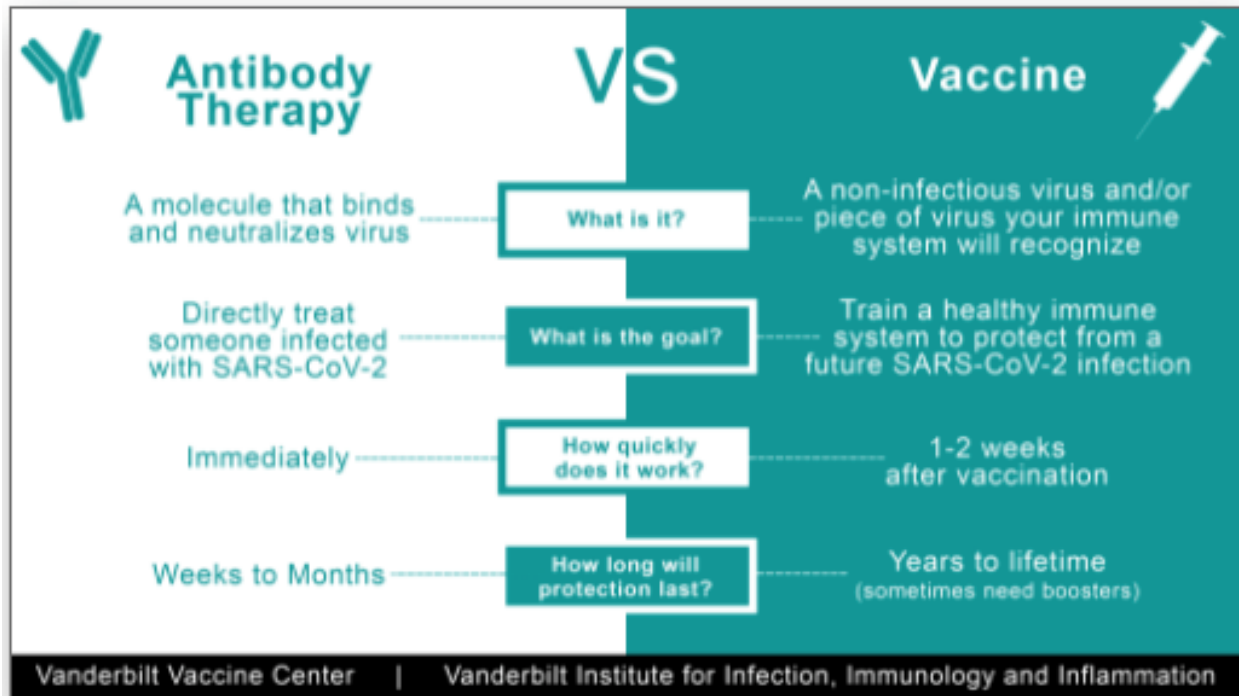 Antibody
Therapy
VS
Vaccine
A molecule that binds
and neutralizes virus
What is it?
A non-infectious virus and/or
piece of virus your immune
system will recognize
Directly treat
someone infected
with SARS-CoV-2
What is the goal?
Train a healthy immune
system to protect from a
future SARS-CoV-2 infection
Immediately
How quickly
does it work?
1-2 weeks
after vaccination
Weeks to Months
How long will
protection last?
Years to lifetime
(sometimes need boosters)
Vanderbilt Vaccine Center | Vanderbilt Institute for Infection, Immunology and Inflammation